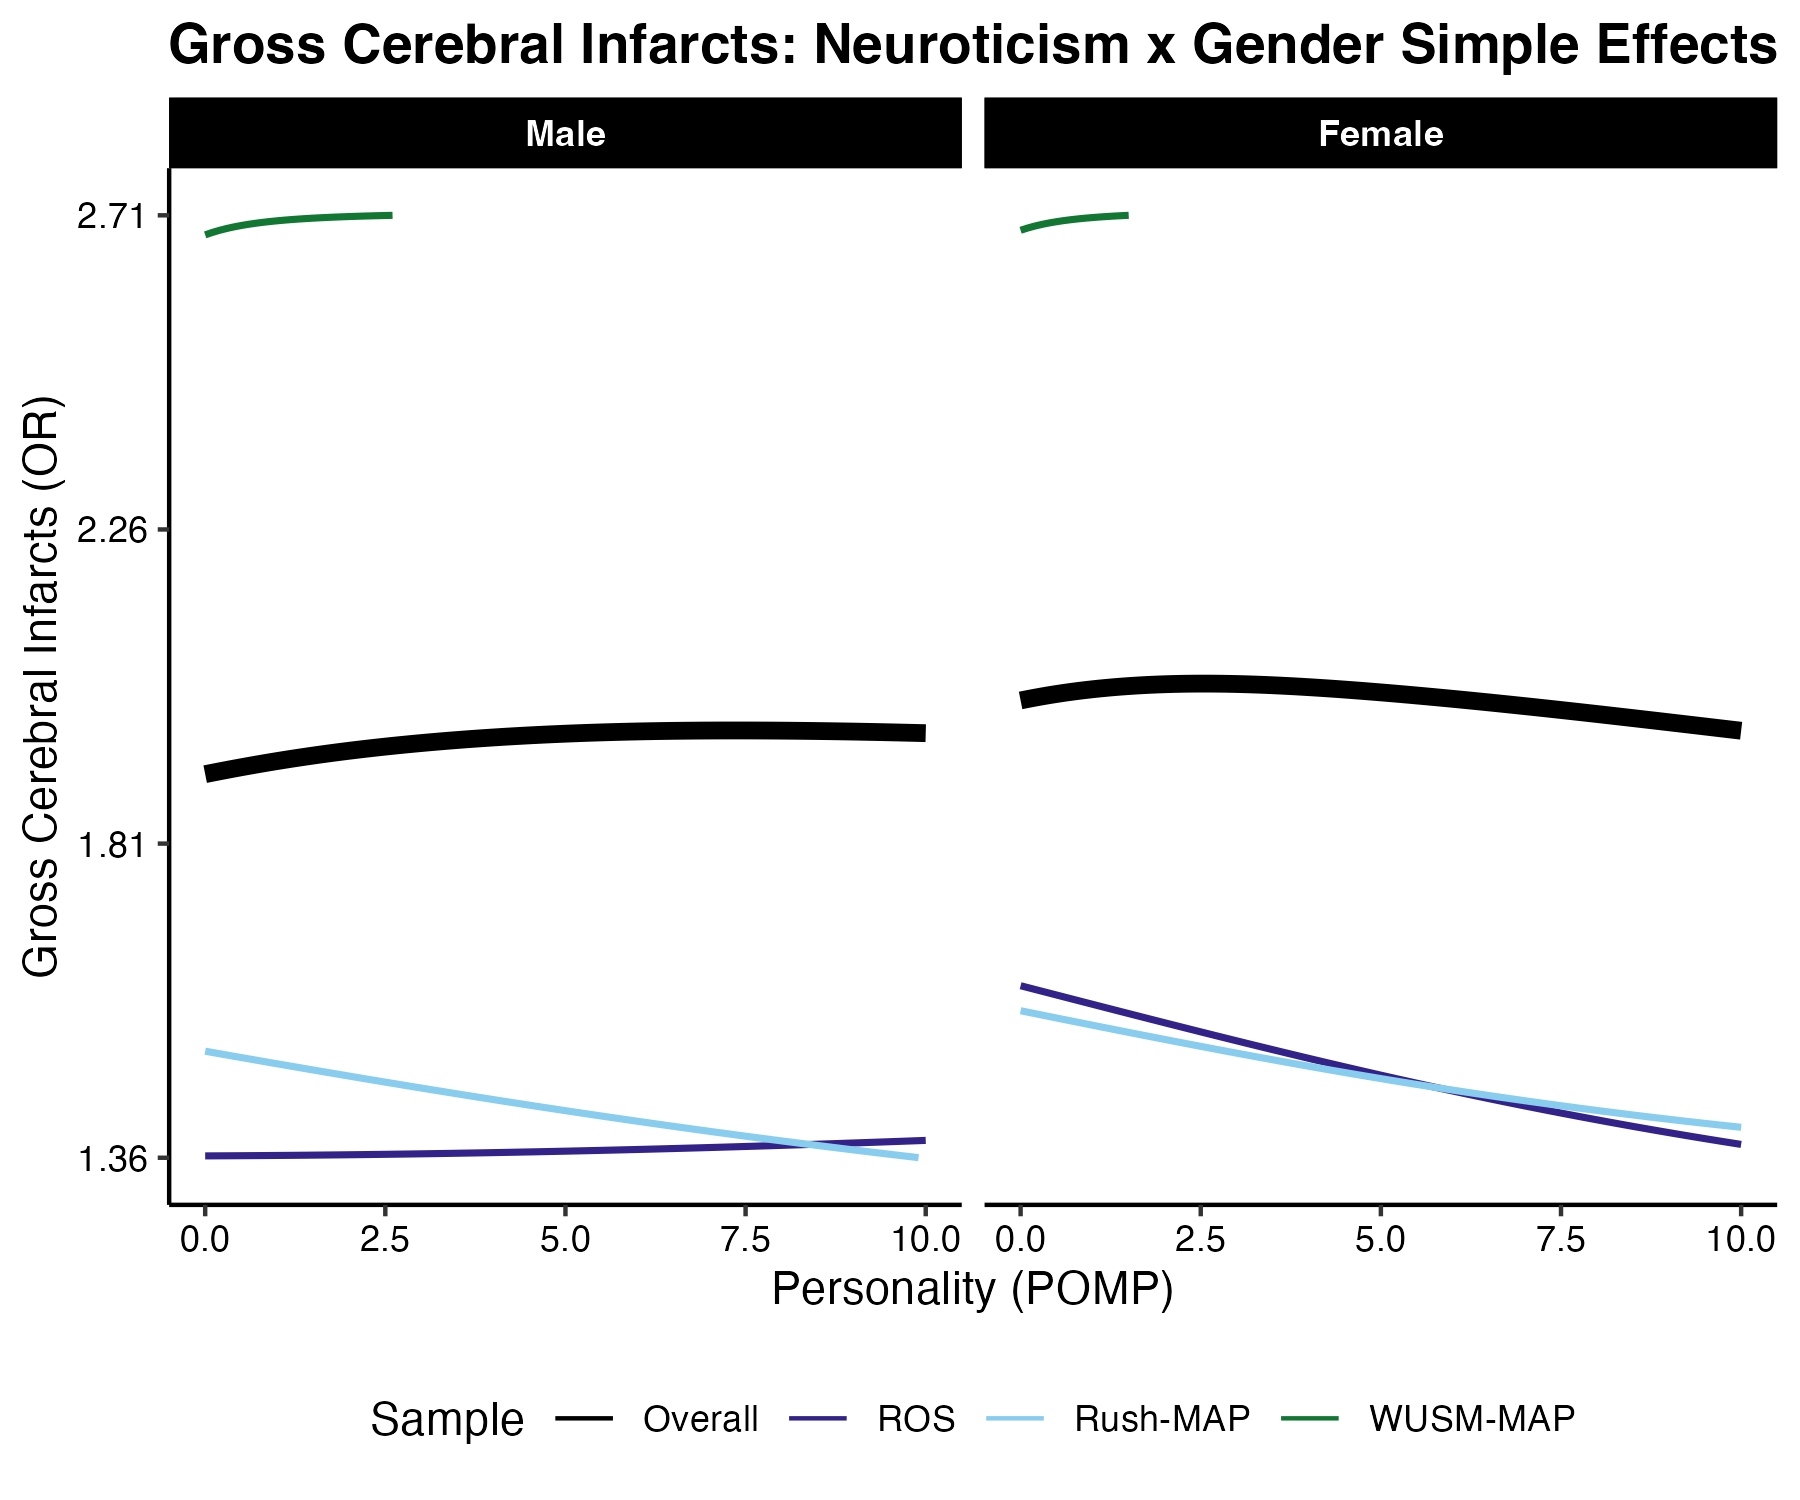 Gross Cerebral Infarcts: Neuroticism x Gender Simple Effects
Male Female
Gross Cerebral Infarcts (OR)
2.71
2.26
1.81
1.36
0.0 2.5 5.0 7.5 10.0 0.0 2.5 5.0 7.5 10.0
Personality (POMP)
Sample Overall ROS Rush-MAP WUSM-MAP